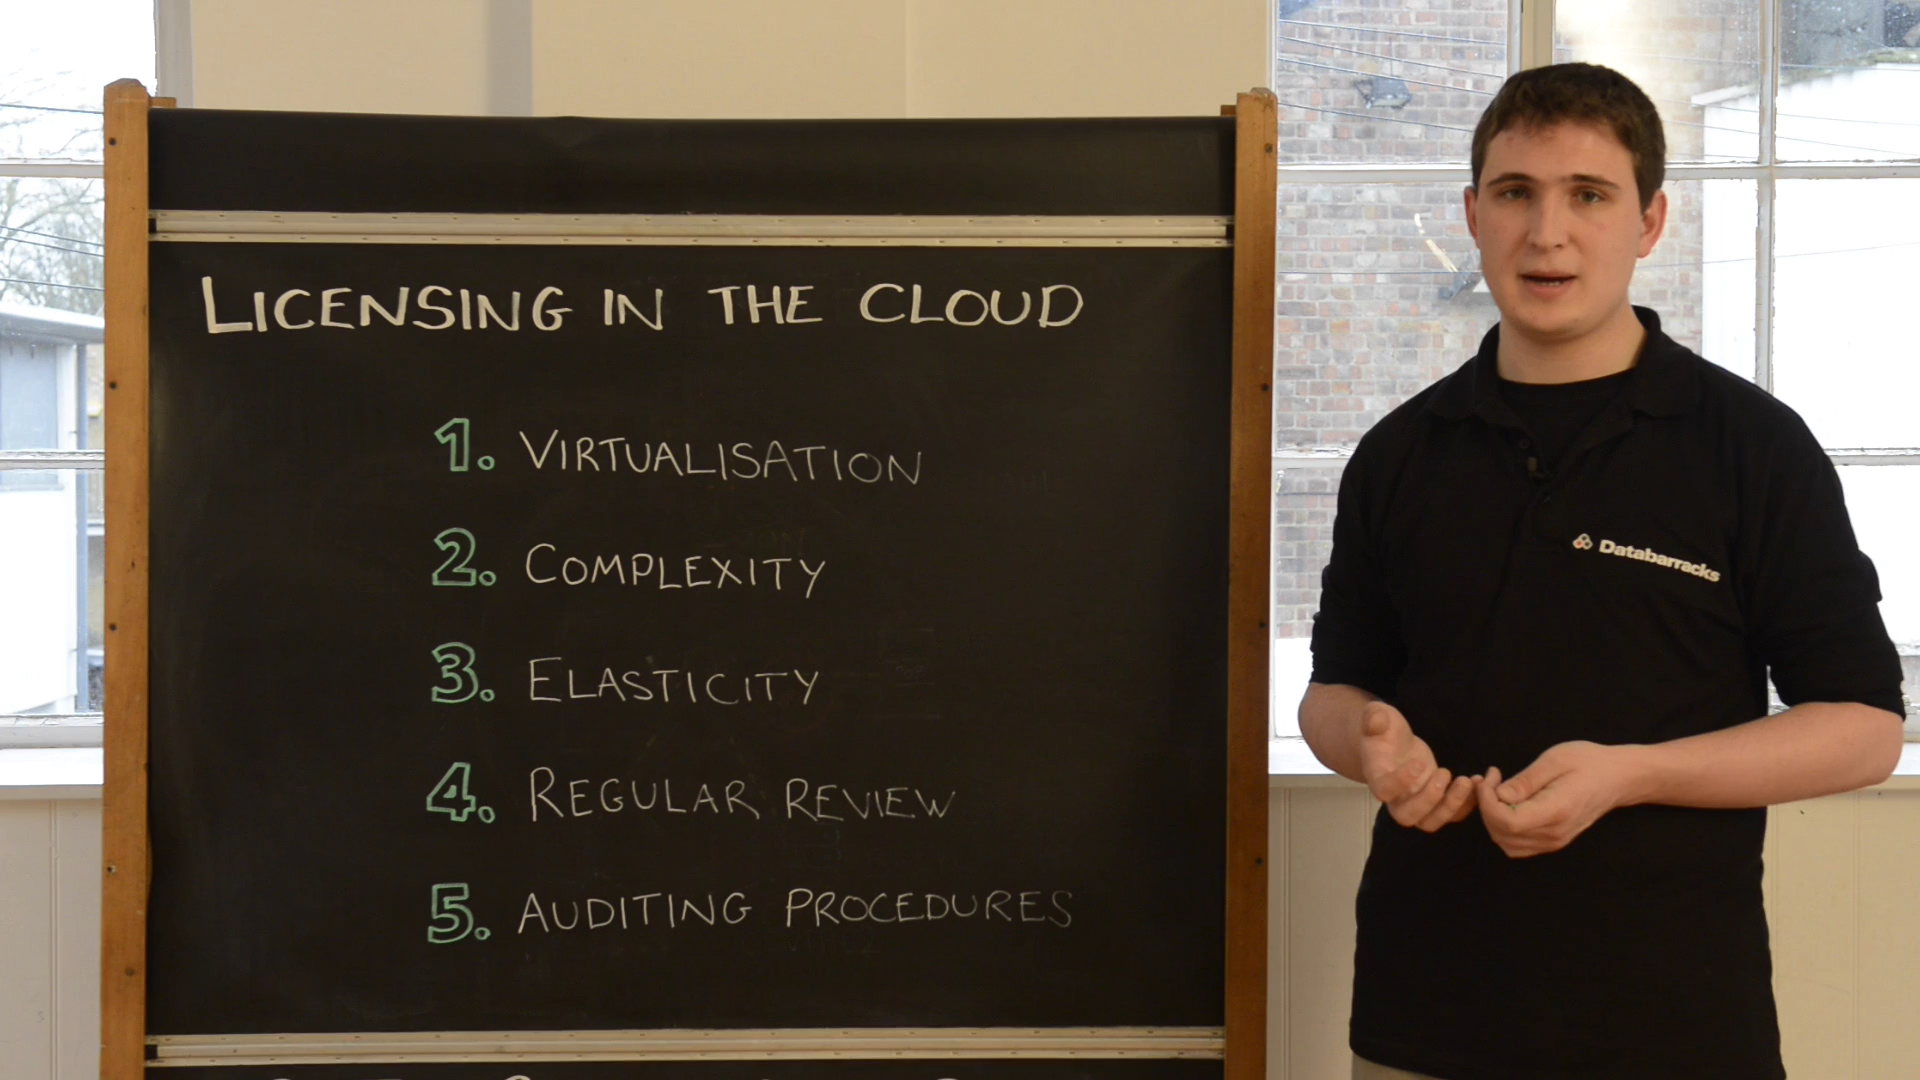 LICENSING IN THE CLOUD
1. VIRTUALISATION
2. COMPLEXITY
3. ELASTICITY
4. REGULAR REVIEW
5. AUDITING PROCEDURES
Databarracks